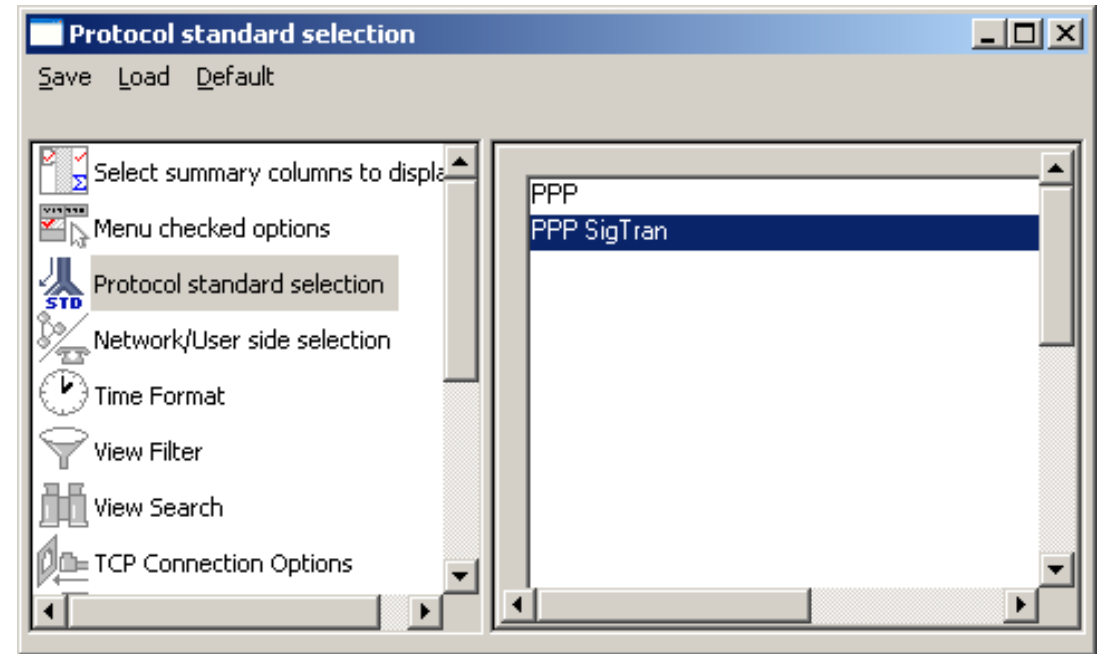 Protocol standard selection
Save Load Default
Select summary columns to displa
Menu checked options
STD
Protocol standard selection
Network/User side selection
Time Format
View Filter
View Search
TCP Connection Options
PPP
PPP SigTran